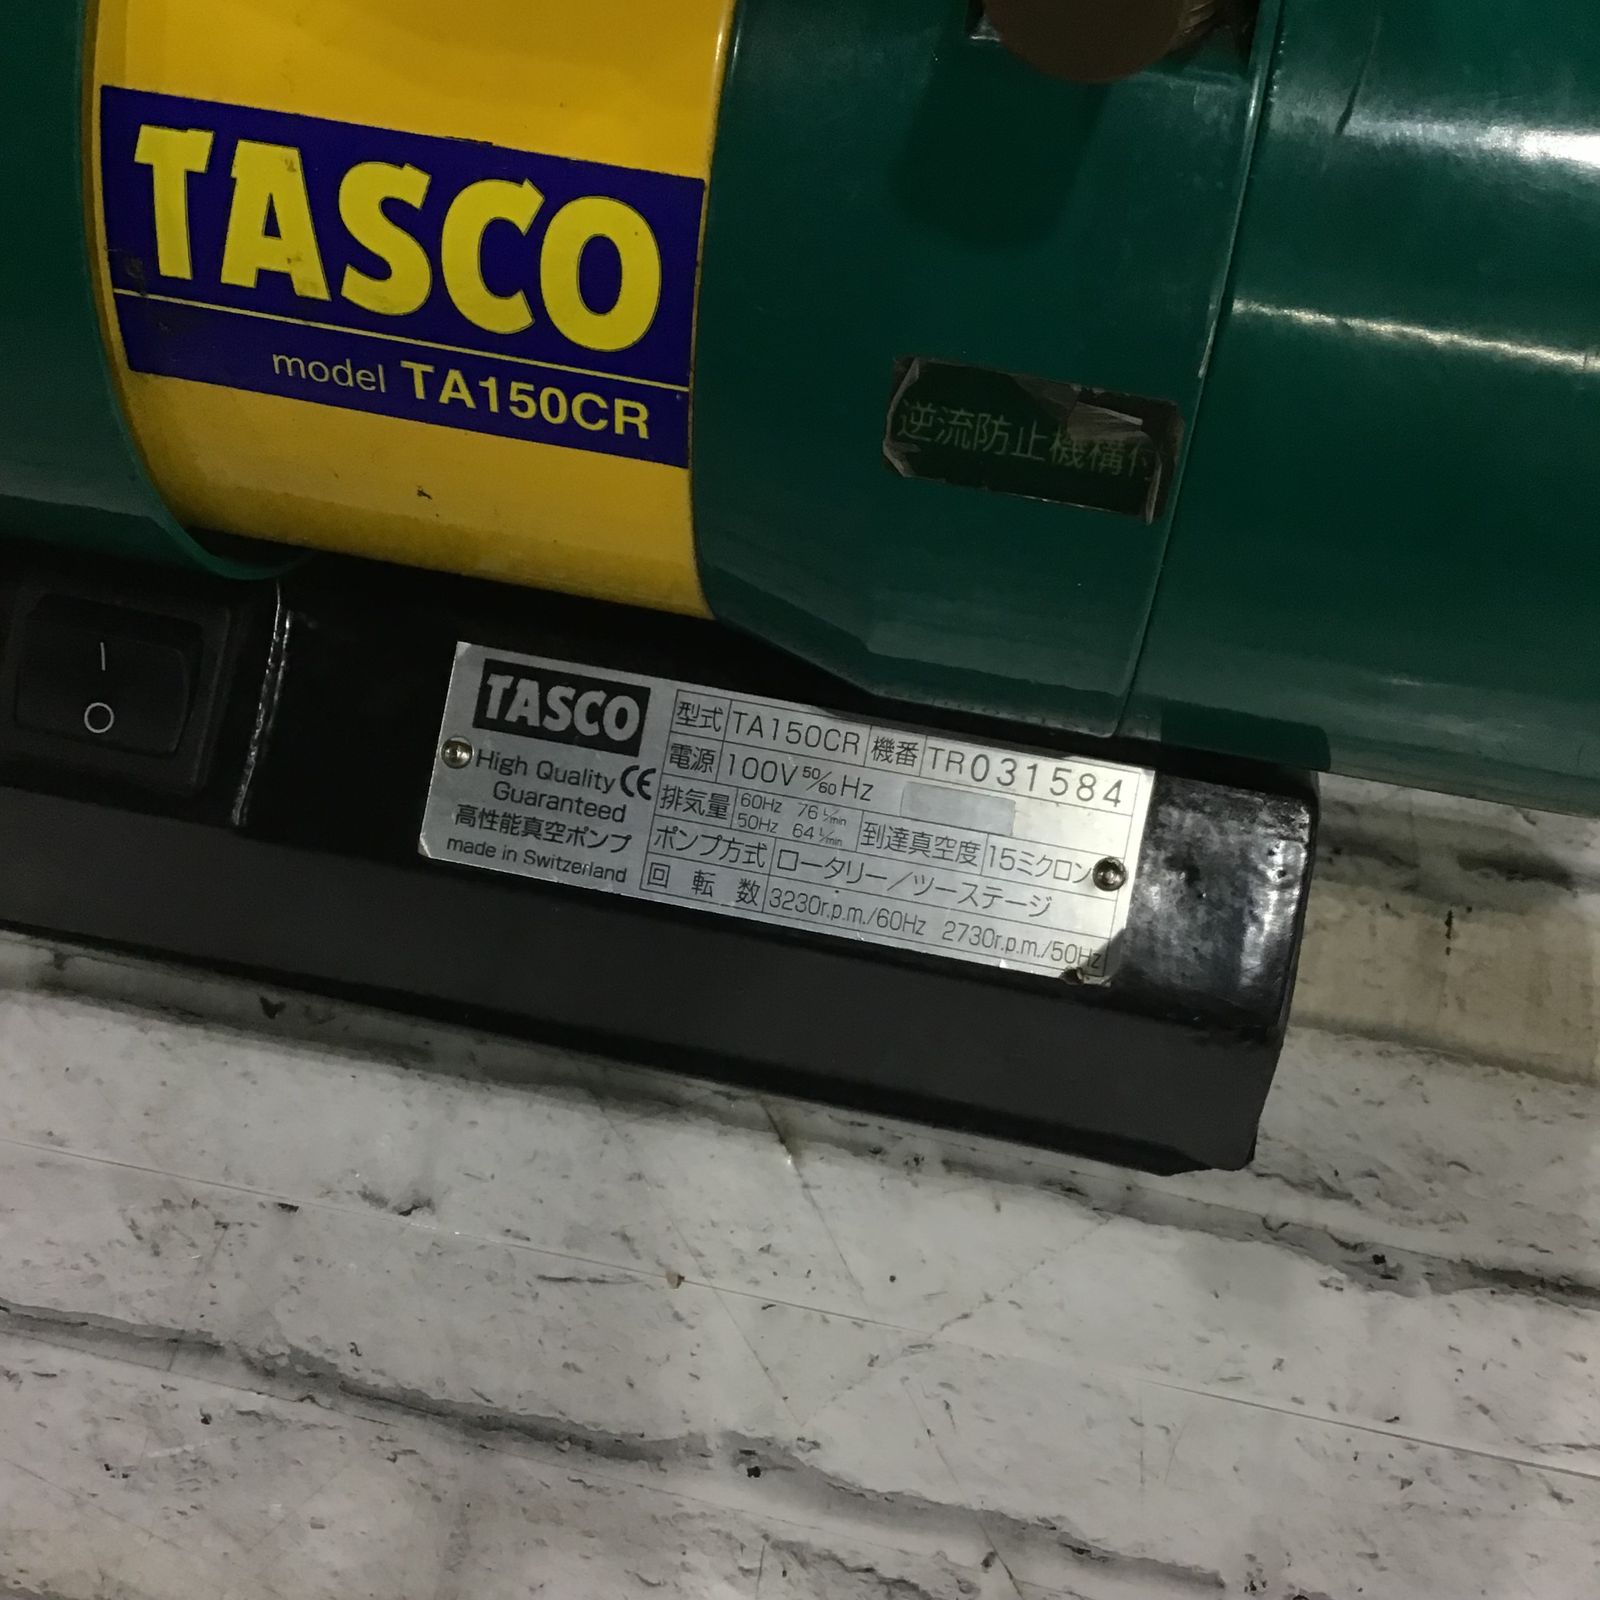 TASCO
model TA150CR
逆流防止機構付
TASCO
High Quality CE
Guaranteed
高性能真空ポンプ
made in Switzerland
型式 TA150CR 機番 TR031584
電源 100V 50/60Hz
排気量 60Hz 76 L/min 50Hz 64 L/min 到達真空度 15ミクロン
ポンプ方式 ロータリー/ツーステージ
回転数 3230r.p.m./60Hz 2730r.p.m./50Hz